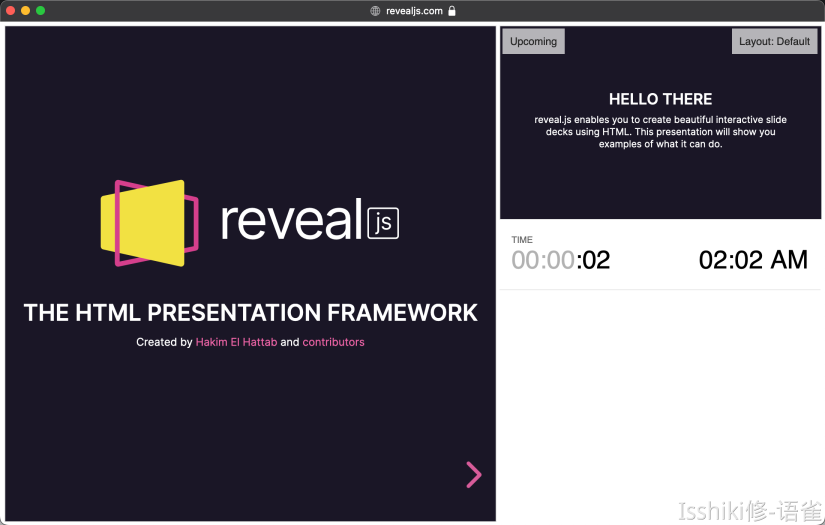 revealjs.com
reveal js
THE HTML PRESENTATION FRAMEWORK
Created by Hakim El Hattab and contributors
Upcoming
Layout: Default
HELLO THERE
reveal.js enables you to create beautiful interactive slide
decks using HTML. This presentation will show you
examples of what it can do.
TIME
00:00:02
02:02 AM
Isshiki修-语雀